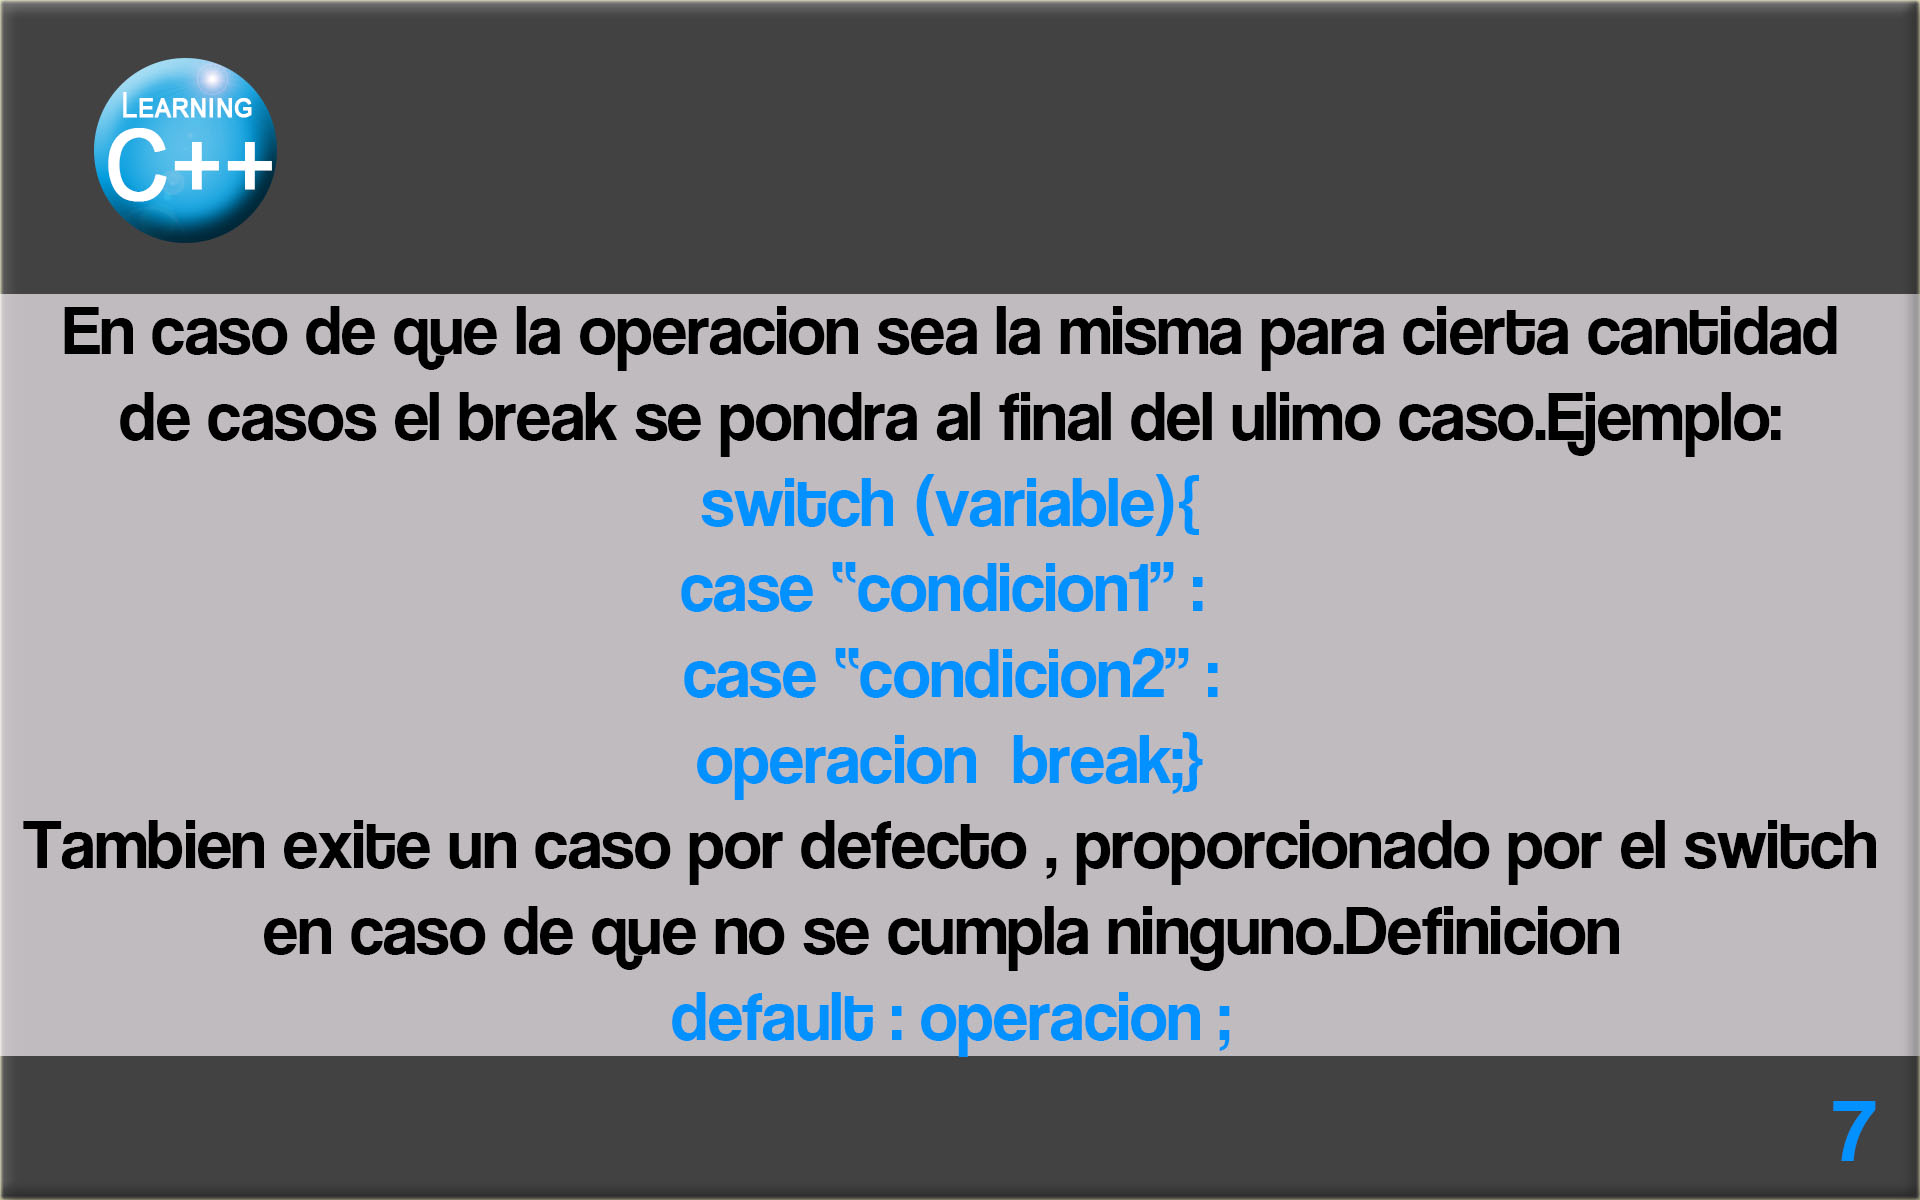 LEARNING
C++
En caso de que la operacion sea la misma para cierta cantidad
de casos el break se pondra al final del ulimo caso.Ejemplo:
switch (variable){
case “condicion1” :
case “condicion2” :
operacion  break;}
Tambien exite un caso por defecto , proporcionado por el switch
en caso de que no se cumpla ninguno.Definicion
default : operacion ;
7